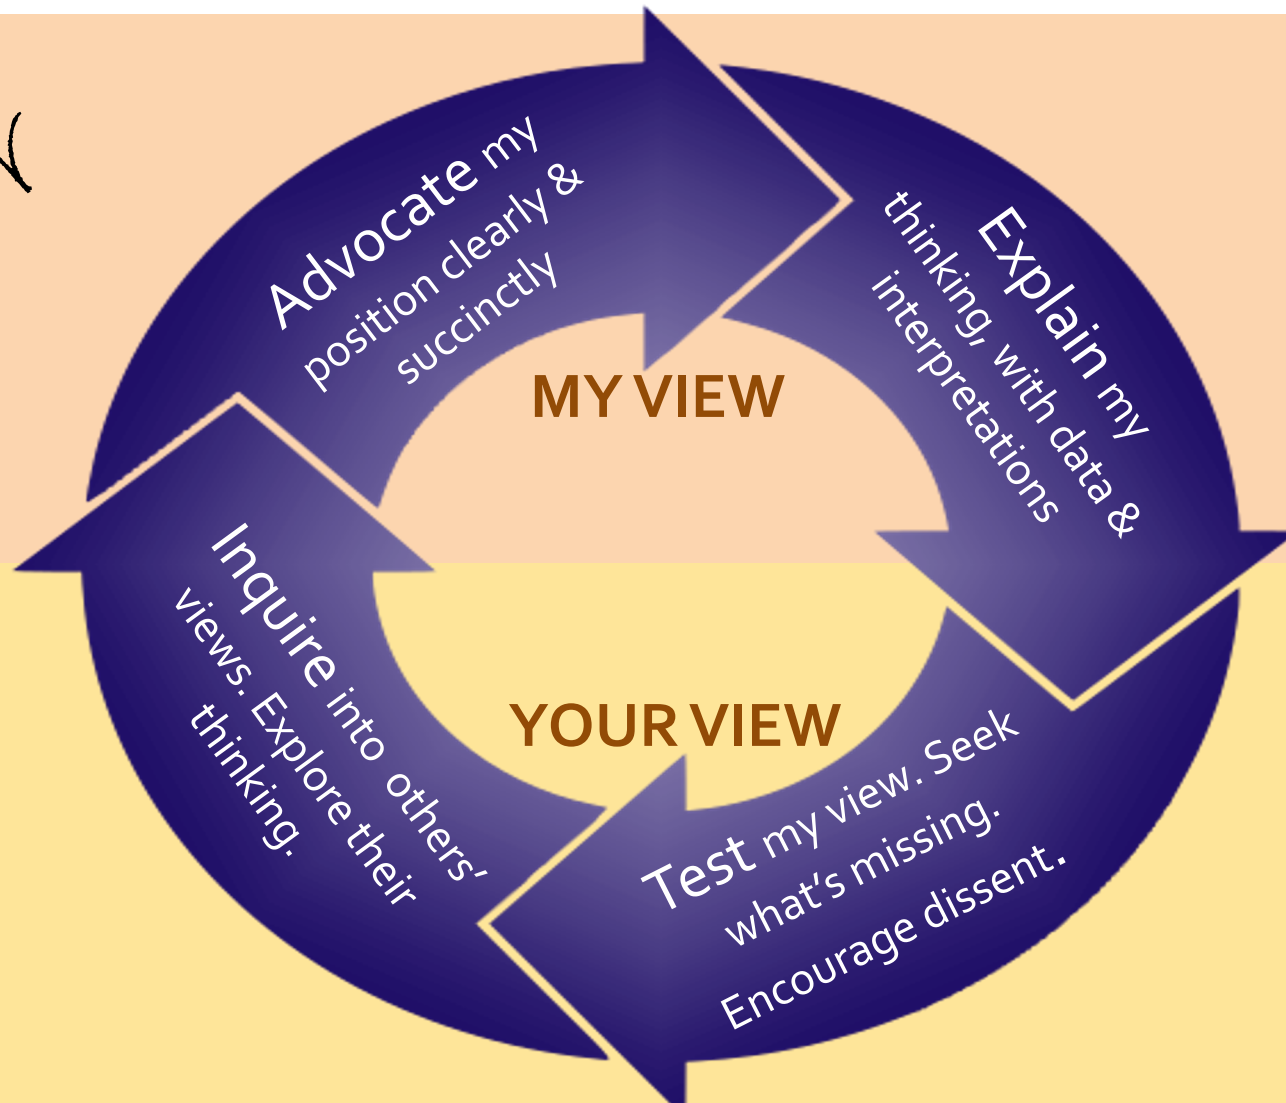 Advocate my
position clearly &
succinctly
Explain my
thinking, with data &
interpretations
MY VIEW
YOUR VIEW
Test my view. Seek
what’s missing.
Encourage dissent.
Inquire into others’
views. Explore their
thinking.